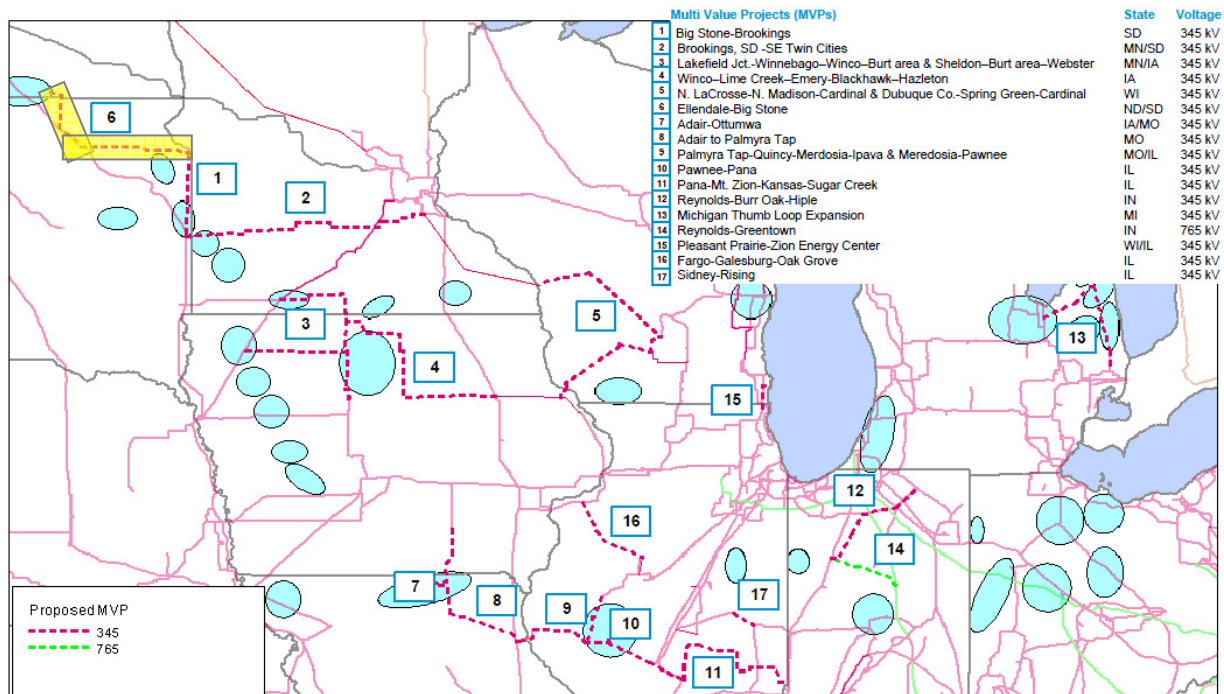 Multi Value Projects (MVPs) State Voltage
1 Big Stone-Brookings SD 345 kV
2 Brookings, SD -SE Twin Cities MN/SD 345 kV
3 Lakefield Jct.-Winnebago–Winco–Burt area & Sheldon–Burt area–Webster MN/IA 345 kV
4 Winco–Lime Creek–Emery-Blackhawk–Hazleton IA 345 kV
5 N. LaCrosse-N. Madison-Cardinal & Dubuque Co.-Spring Green-Cardinal WI 345 kV
6 Ellendale-Big Stone ND/SD 345 kV
7 Adair-Ottumwa IA/MO 345 kV
8 Adair to Palmyra Tap MO 345 kV
9 Palmyra Tap-Quincy-Merdosia-Ipava & Meredosia-Pawnee MO/IL 345 kV
10 Pawnee-Pana IL 345 kV
11 Pana-Mt. Zion-Kansas-Sugar Creek IL 345 kV
12 Reynolds-Burr Oak-Hiple IN 345 kV
13 Michigan Thumb Loop Expansion MI 345 kV
14 Reynolds-Greentown IN 765 kV
15 Pleasant Prairie-Zion Energy Center WI/IL 345 kV
16 Fargo-Galesburg-Oak Grove IL 345 kV
17 Sidney-Rising IL 345 kV
6
1
2
3
5
13
4
15
12
16
14
7
8
9
10
17
11
Proposed MVP
345
765